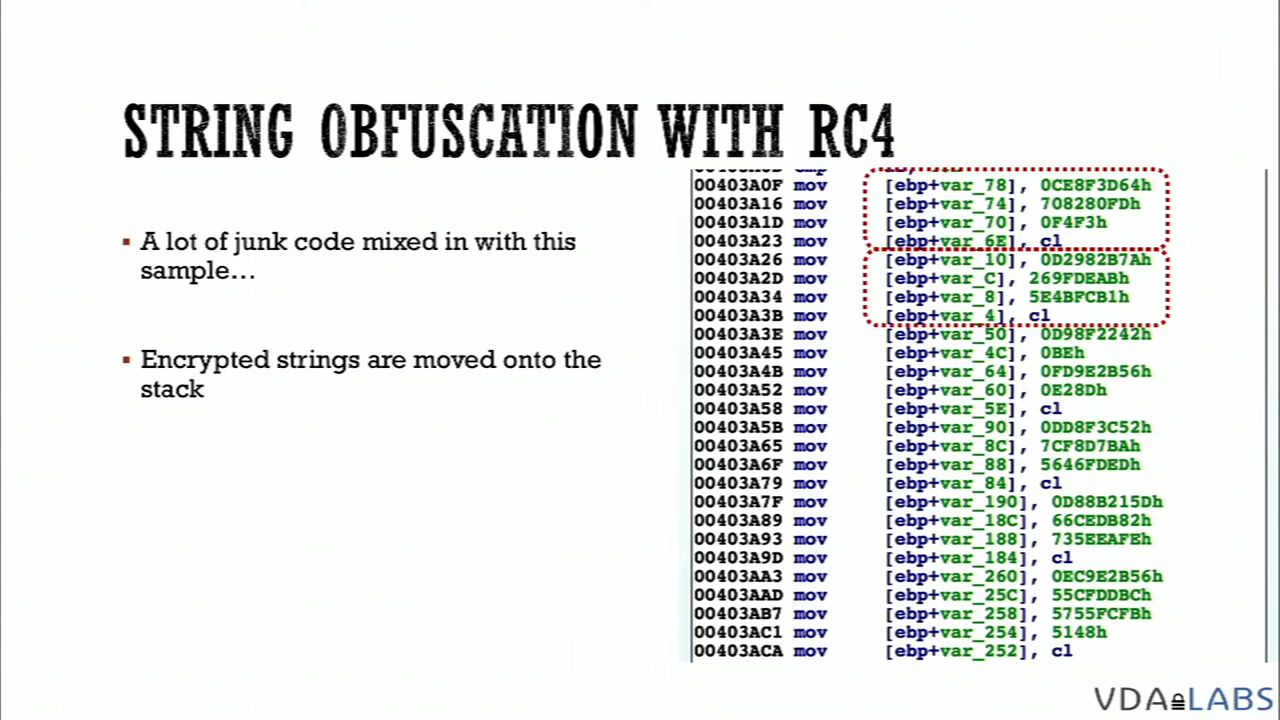 STRING OBFUSCATION WITH RC4
▪ A lot of junk code mixed in with this
sample…
▪ Encrypted strings are moved onto the
stack
00403A0F mov [ebp+var_78], 0CE8F3D64h
00403A16 mov [ebp+var_74], 708280FDh
00403A1D mov [ebp+var_70], 0F4F3h
00403A23 mov [ebp+var_6E], cl
00403A26 mov [ebp+var_10], 0D2982B7Ah
00403A2D mov [ebp+var_C], 269FDEABh
00403A34 mov [ebp+var_8], 5E4BFCB1h
00403A3B mov [ebp+var_4], cl
00403A3E mov [ebp+var_50], 0D98F2242h
00403A45 mov [ebp+var_4C], 0BEh
00403A4B mov [ebp+var_64], 0FD9E2B56h
00403A52 mov [ebp+var_60], 0E28Dh
00403A58 mov [ebp+var_5E], cl
00403A5B mov [ebp+var_90], 0DD8F3C52h
00403A65 mov [ebp+var_8C], 7CF8D7BAh
00403A6F mov [ebp+var_88], 5646FDEDh
00403A79 mov [ebp+var_84], cl
00403A7F mov [ebp+var_190], 0D88B215Dh
00403A89 mov [ebp+var_18C], 66CEDB82h
00403A93 mov [ebp+var_188], 735EEAFEh
00403A9D mov [ebp+var_184], cl
00403AA3 mov [ebp+var_260], 0EC9E2B56h
00403AAD mov [ebp+var_25C], 55CFDDBCh
00403AB7 mov [ebp+var_258], 5755FCFBh
00403AC1 mov [ebp+var_254], 5148h
00403ACA mov [ebp+var_252], cl
VDA LABS